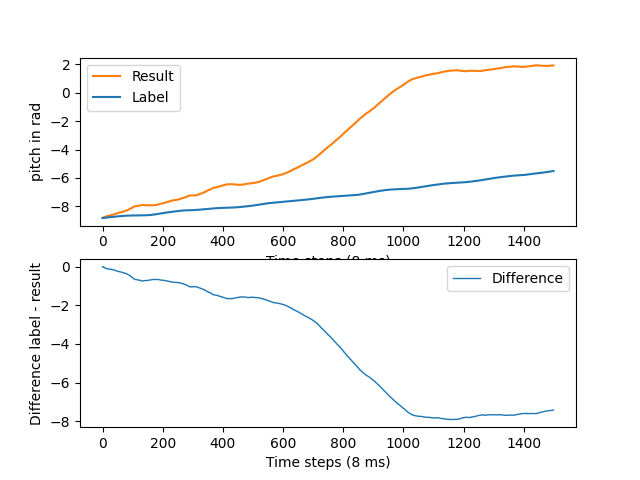 2
0
−2
−4
−6
−8
pitch in rad
Result
Label
0 200 400 600 800 1000 1200 1400
Time steps (8 ms)
0
−2
−4
−6
−8
Difference label - result
Difference
0 200 400 600 800 1000 1200 1400
Time steps (8 ms)